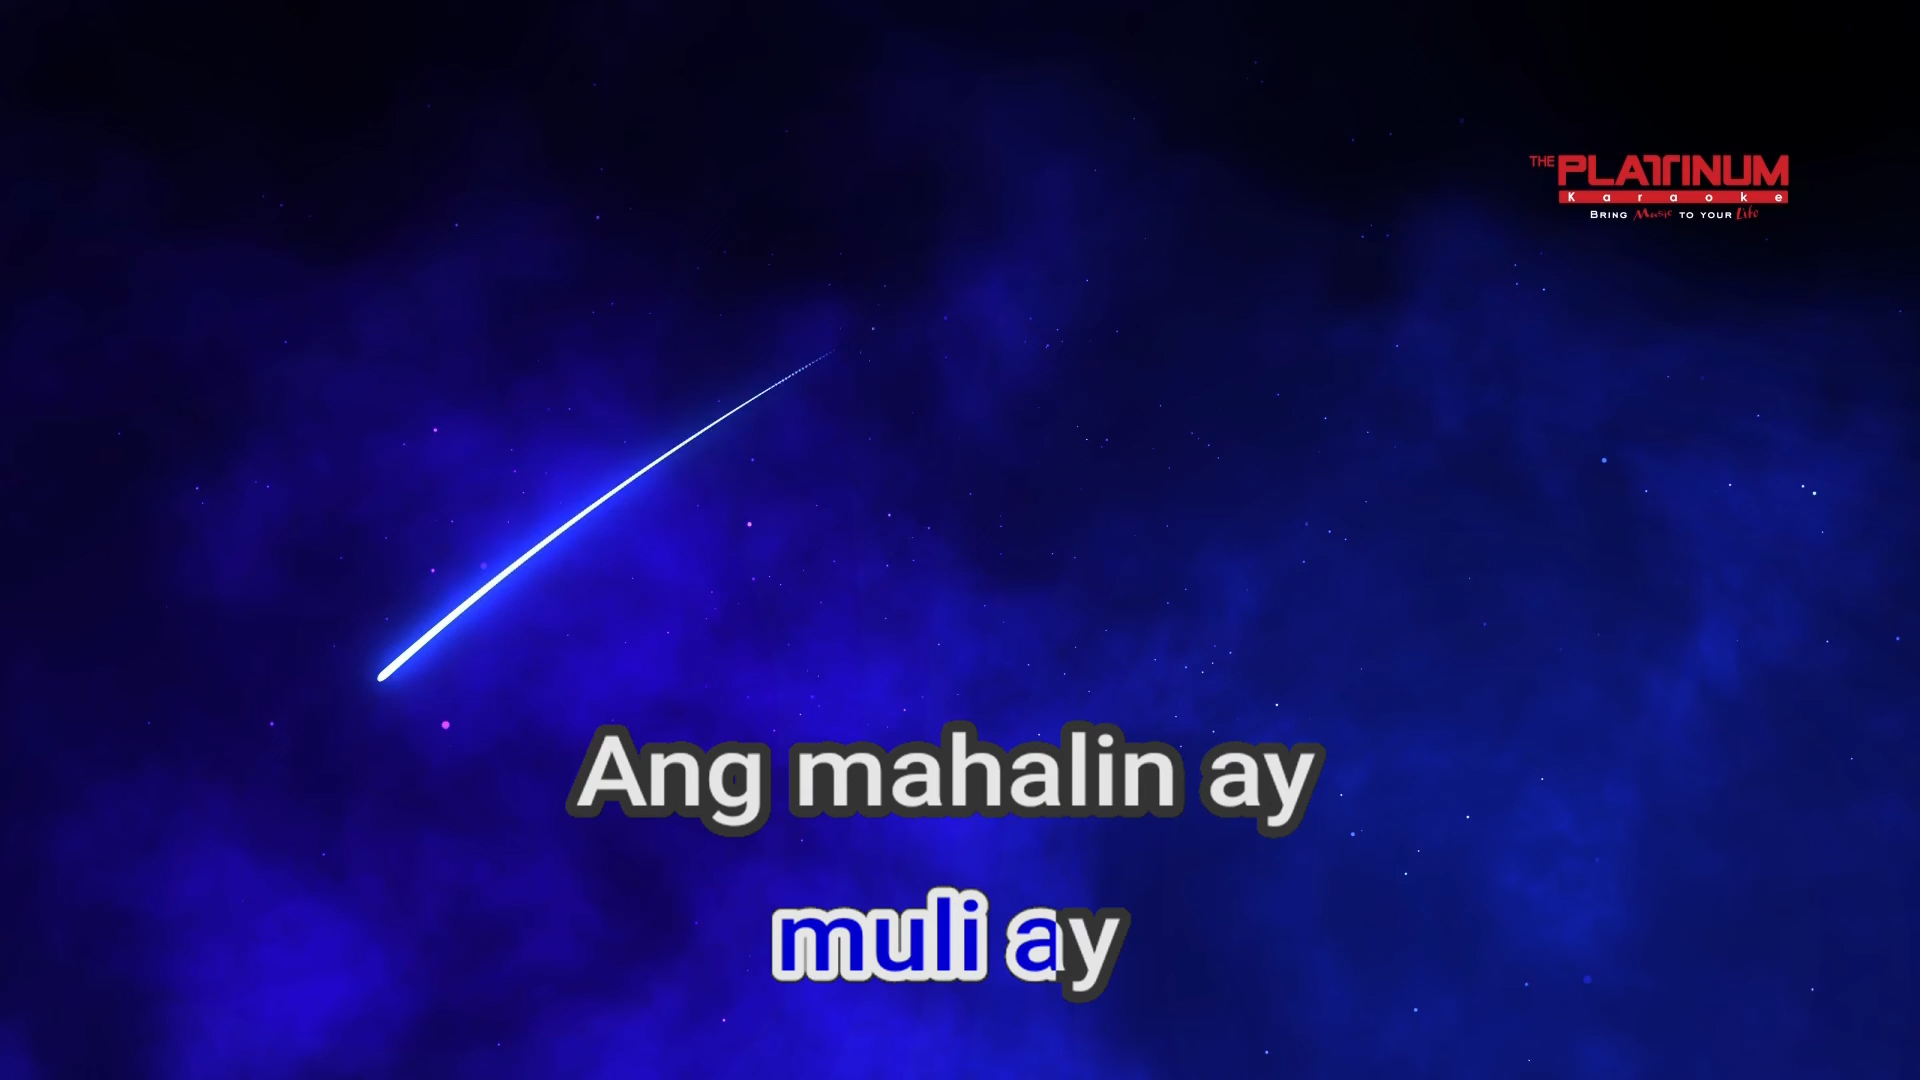 THE PLATINUM
Karaoke
BRING Music TO YOUR Life
Ang mahalin ay
muli ay